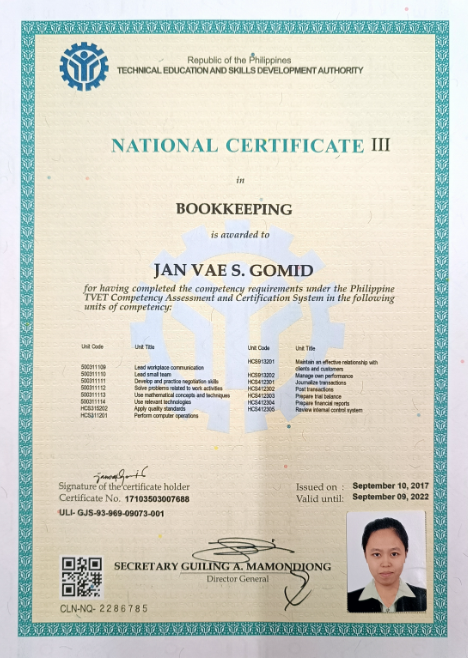 Republic of the Philippines
TECHNICAL EDUCATION AND SKILLS DEVELOPMENT AUTHORITY
NATIONAL CERTIFICATE III
in
BOOKKEEPING
is awarded to
JAN VAE S. GOMID
for having completed the competency requirements under the Philippine
TVET Competency Assessment and Certification System in the following
units of competency:
Unit Code Unit Title
500311109 Lead workplace communication
500311110 Lead small team
500311111 Develop and practice negotiation skills
500311112 Solve problems related to work activities
500311113 Use mathematical concepts and techniques
500311114 Use relevant technologies
HCS315202 Apply quality standards
HCS311201 Perform computer operations
Unit Code Unit Title
HCS913201 Maintain an effective relationship with
clients and customers
HCS913202 Manage own performance
HCS412301 Journalize transactions
HCS412302 Post transactions
HCS412303 Prepare trial balance
HCS412304 Prepare financial reports
HCS412305 Review internal control system
Signature of the certificate holder
Certificate No. 17103503007688
ULI- GJS-93-969-09073-001
Issued on : September 10, 2017
Valid until: September 09, 2022
SECRETARY GUILING A. MAMONDIONG
Director General
CLN-NQ- 2286785